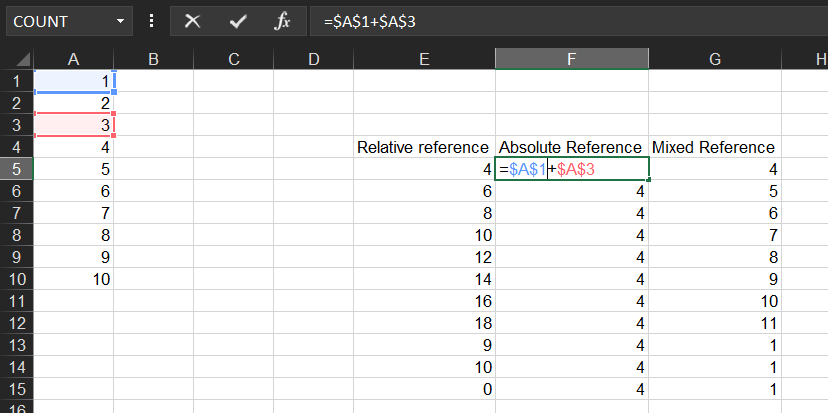 COUNT =$A$1+$A$3
A B C D E F G H
1 1
2 2
3 3
4 4 Relative reference Absolute Reference Mixed Reference
5 5 4 =$A$1+$A$3 4
6 6 6 4 5
7 7 8 4 6
8 8 10 4 7
9 9 12 4 8
10 10 14 4 9
11 16 4 10
12 18 4 11
13 9 4 1
14 10 4 1
15 0 4 1
16